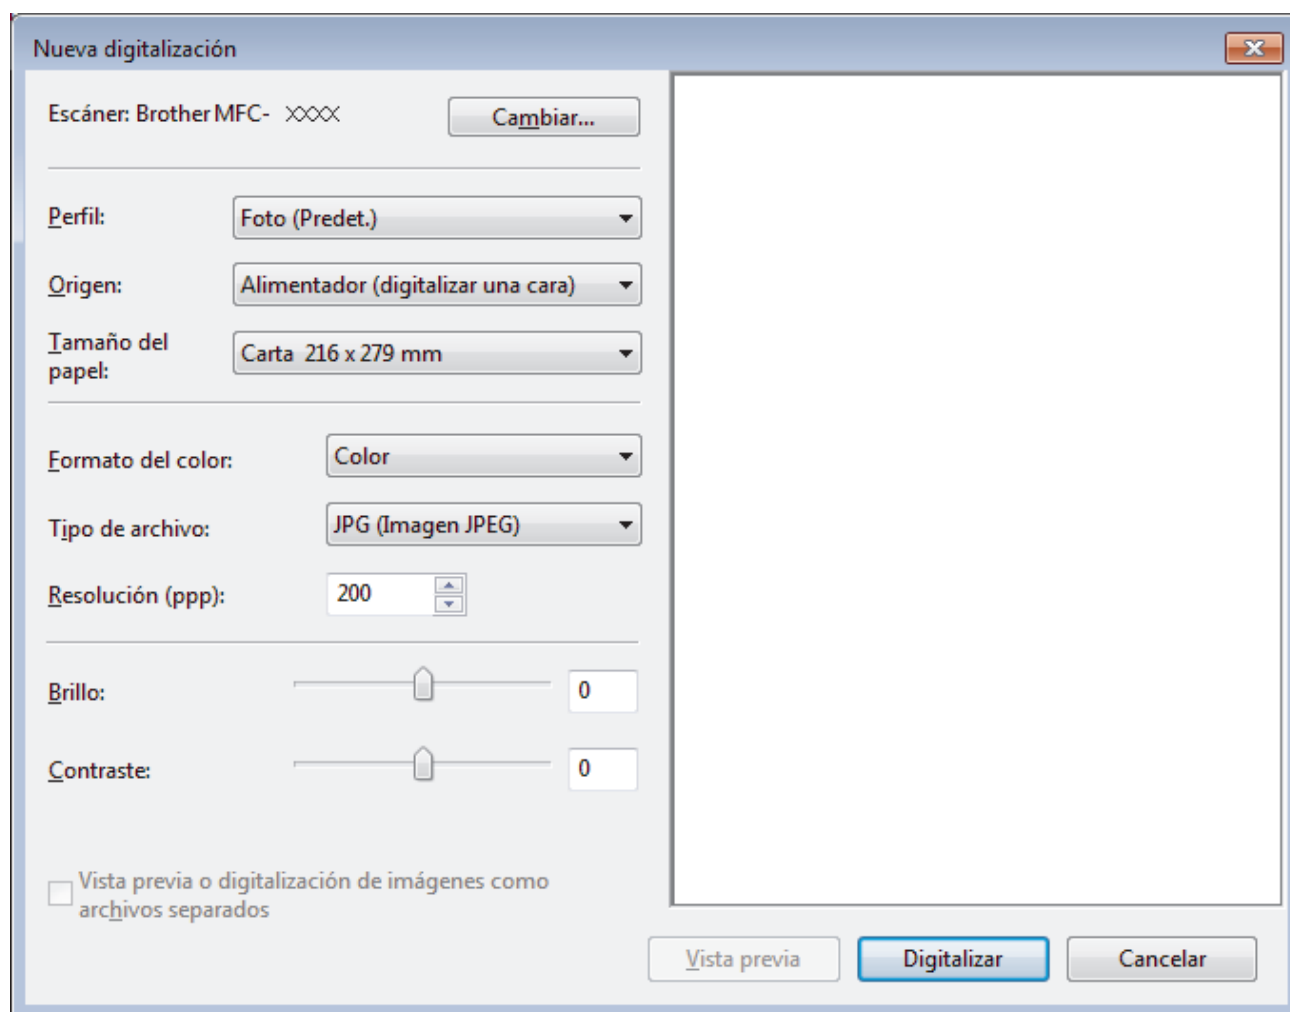 Nueva digitalización
Escáner: Brother MFC- XXXX
Cambiar...
Perfil:
Foto (Predet.)
Origen:
Alimentador (digitalizar una cara)
Tamaño del
papel:
Carta 216 x 279 mm
Formato del color:
Color
Tipo de archivo:
JPG (Imagen JPEG)
Resolución (ppp):
200
Brillo:
0
Contraste:
0
Vista previa o digitalización de imágenes como
archivos separados
Vista previa
Digitalizar
Cancelar